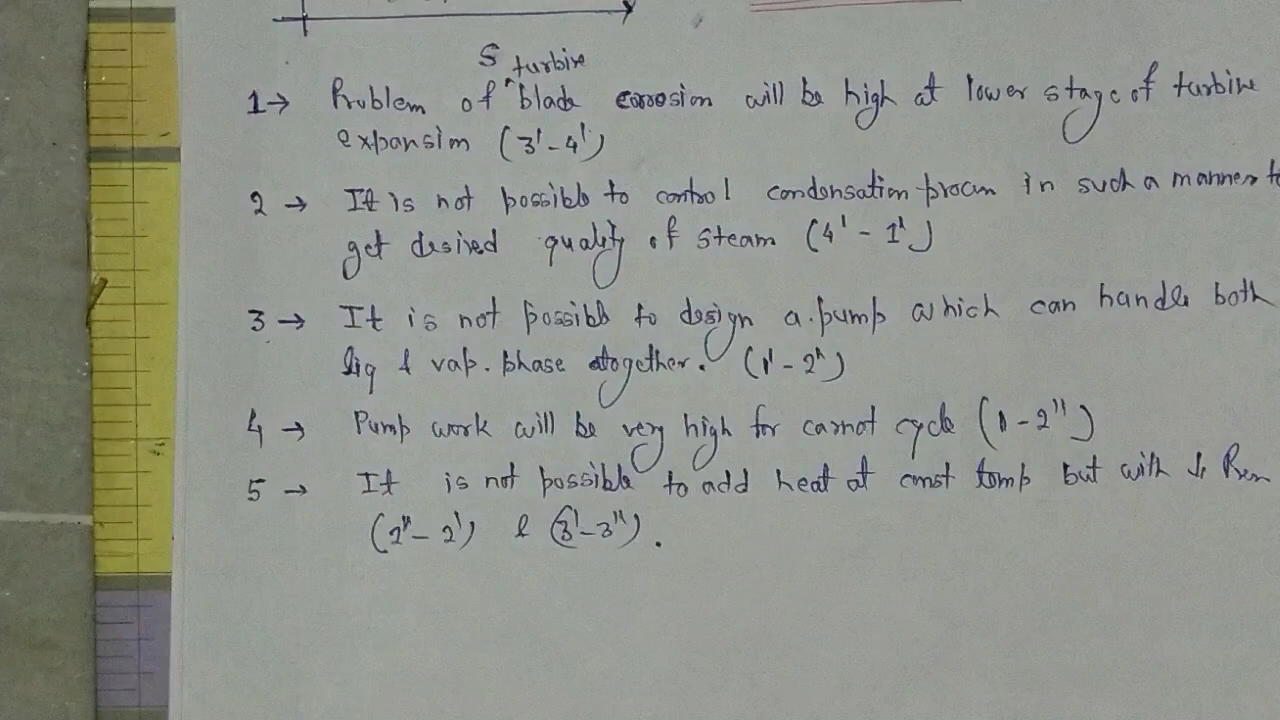 S
turbine
1→ Problem of ^ blade corrosion will be high at lower stage of turbine
expansion (3' - 4')
2 → It is not possible to control condensation process in such a manner to
get desired quality of steam (4' - 1')
3 → It is not possible to design a pump which can handle both
liq & vap. phase atogether. (1' - 2")
4 → Pump work will be very high for carnot cycle (1 - 2")
5 → It is not possible to add heat at const temp but with ↓
(2" - 2') & (3' - 3").